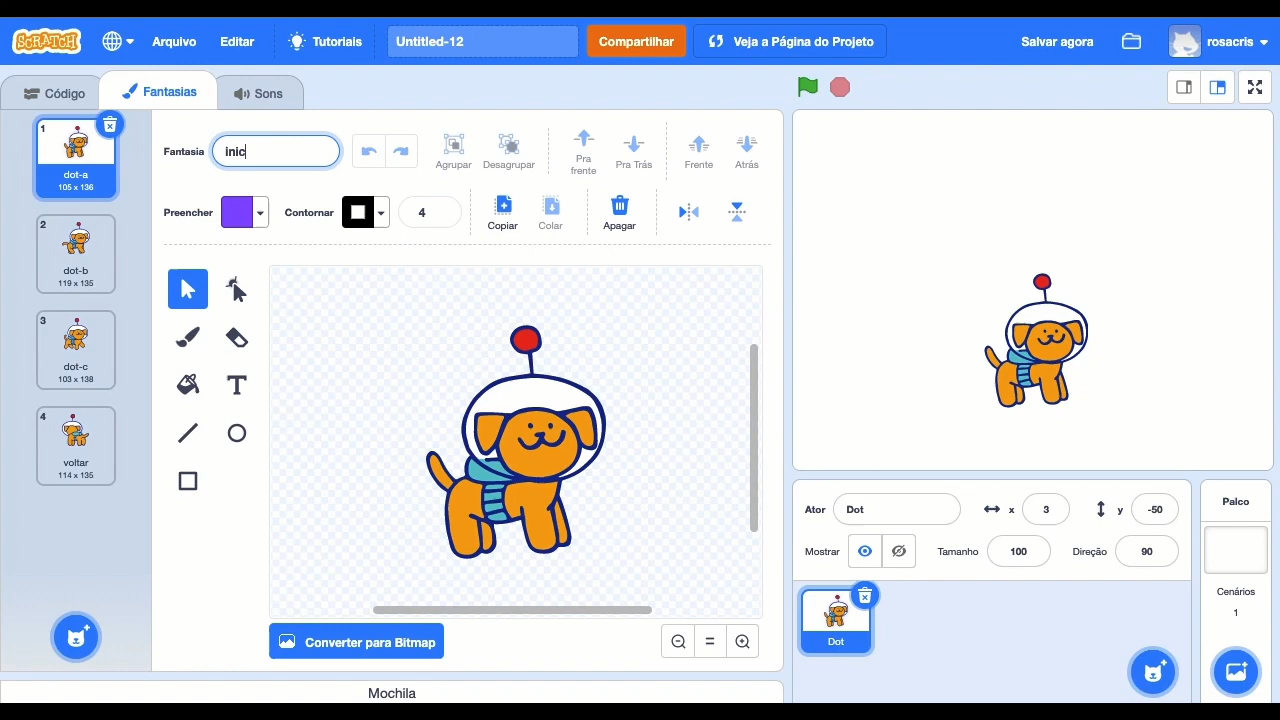 SCRATCH
Arquivo
Editar
Tutoriais
Untitled-12
Compartilhar
Veja a Página do Projeto
Salvar agora
rosacris
Código
Fantasias
Sons
1
dot-a
105 x 136
2
dot-b
119 x 135
3
dot-c
103 x 138
4
voltar
114 x 135
Fantasia
inic
Agrupar
Desagrupar
Pra
frente
Pra Trás
Frente
Atrás
Preencher
Contornar
4
Copiar
Colar
Apagar
T
Converter para Bitmap
=
Mochila
Ator
Dot
x
3
y
-50
Mostrar
Tamanho
100
Direção
90
Dot
Palco
Cenários
1